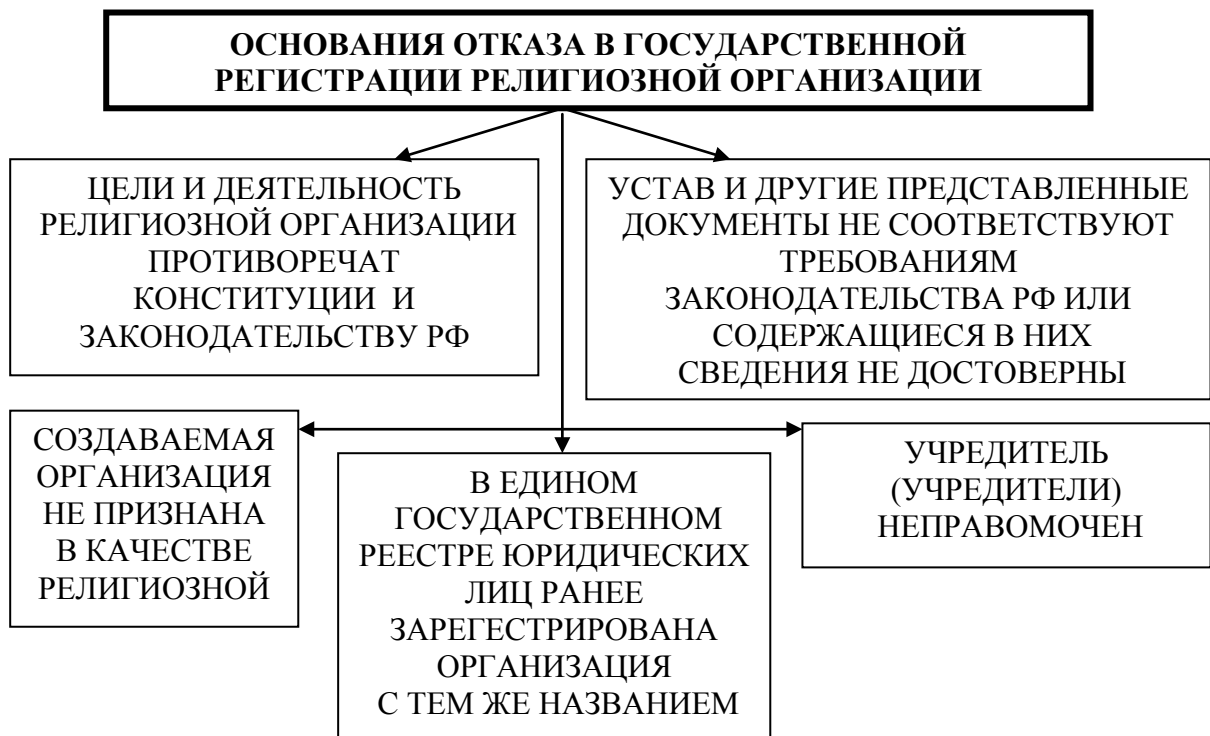 ОСНОВАНИЯ ОТКАЗА В ГОСУДАРСТВЕННОЙ
РЕГИСТРАЦИИ РЕЛИГИОЗНОЙ ОРГАНИЗАЦИИ
ЦЕЛИ И ДЕЯТЕЛЬНОСТЬ
РЕЛИГИОЗНОЙ ОРГАНИЗАЦИИ
ПРОТИВОРЕЧАТ
КОНСТИТУЦИИ И
ЗАКОНОДАТЕЛЬСТВУ РФ
УСТАВ И ДРУГИЕ ПРЕДСТАВЛЕННЫЕ
ДОКУМЕНТЫ НЕ СООТВЕТСТВУЮТ
ТРЕБОВАНИЯМ
ЗАКОНОДАТЕЛЬСТВА РФ ИЛИ
СОДЕРЖАЩИЕСЯ В НИХ
СВЕДЕНИЯ НЕ ДОСТОВЕРНЫ
СОЗДАВАЕМАЯ
ОРГАНИЗАЦИЯ
НЕ ПРИЗНАНА
В КАЧЕСТВЕ
РЕЛИГИОЗНОЙ
В ЕДИНОМ
ГОСУДАРСТВЕННОМ
РЕЕСТРЕ ЮРИДИЧЕСКИХ
ЛИЦ РАНЕЕ
ЗАРЕГЕСТРИРОВАНА
ОРГАНИЗАЦИЯ
С ТЕМ ЖЕ НАЗВАНИЕМ
УЧРЕДИТЕЛЬ
(УЧРЕДИТЕЛИ)
НЕПРАВОМОЧЕН